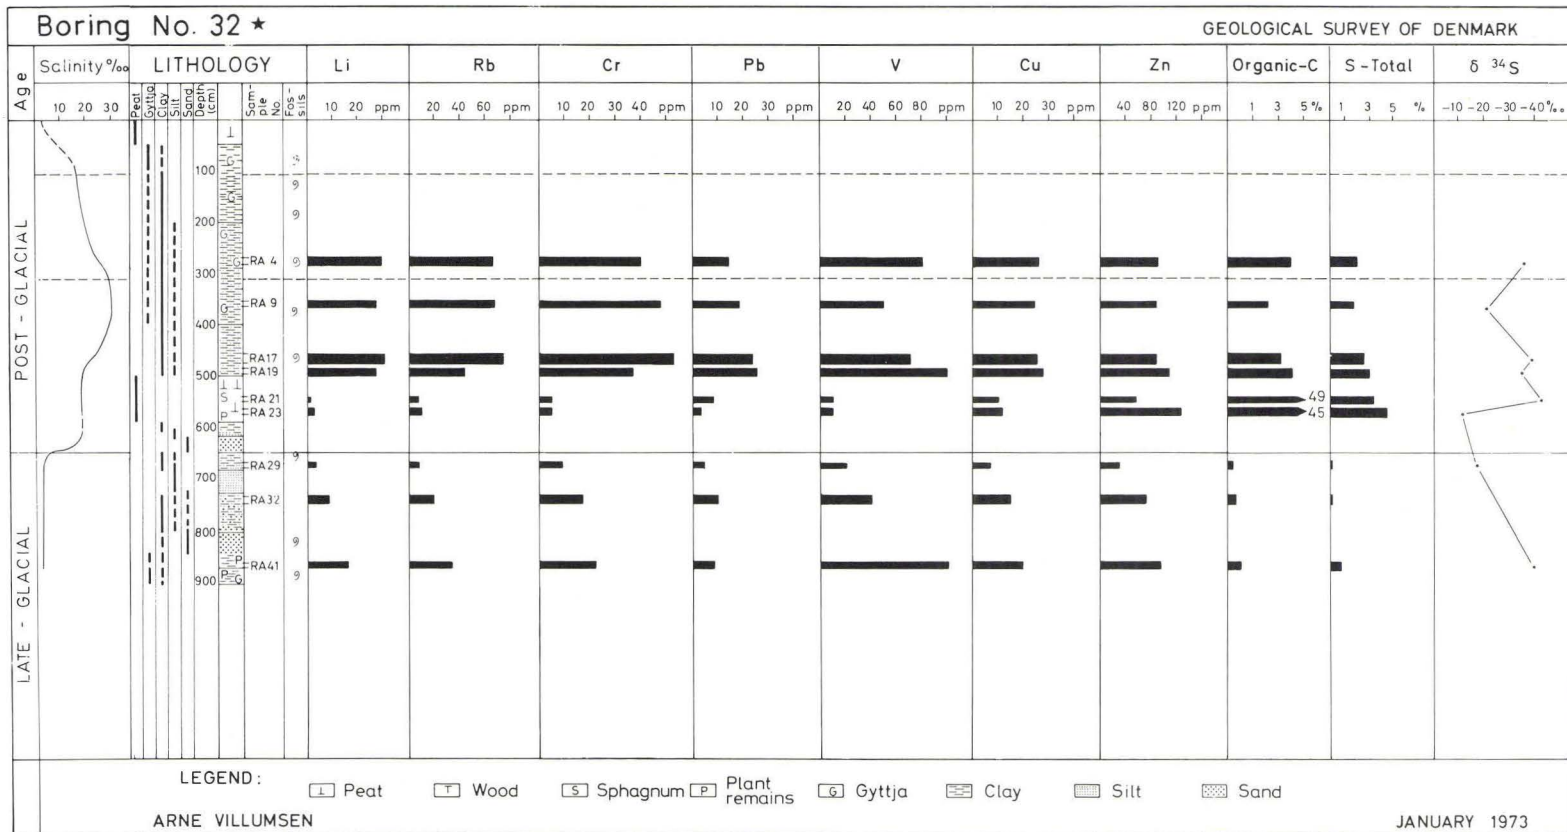 Boring No. 32 ★
GEOLOGICAL SURVEY OF DENMARK
Age
Salinity ‰
LITHOLOGY
Li
Rb
Cr
Pb
V
Cu
Zn
Organic-C
S-Total
δ ³⁴S
10 20 30
Peat
Gyttja
Clay
Silt
Sand
Depth (cm)
Sam-
ple
No.
Fos-
sils
10 20 ppm
20 40 60 ppm
10 20 30 40 ppm
10 20 30 ppm
20 40 60 80 ppm
10 20 30 ppm
40 80 120 ppm
1 3 5 %
1 3 5 %
-10 -20 -30 -40 ‰
POST - GLACIAL
LATE - GLACIAL
⊥
G
100
G
200
G
G RA 4
300
RA 9
G
400
RA17
RA19
500
⊥ ⊥
S RA 21 49
⊥ RA 23 45
P
600
RA29
700
RA32
800
P RA41
P G
900
LEGEND:
⊥ Peat
T Wood
S Sphagnum
P Plant
remains
G Gyttja
Clay
Silt
Sand
ARNE VILLUMSEN
JANUARY 1973